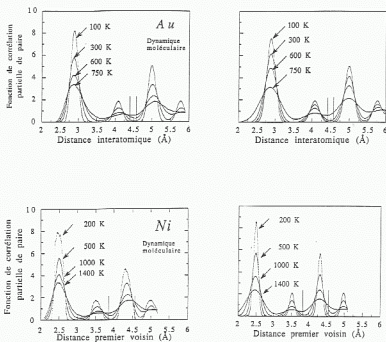 Fonction de corrélation
partielle de paire
10
8
6
4
2
0
100 K
300 K
600 K
750 K
Au
Dynamique
moléculaire
2 2.5 3 3.5 4 4.5 5 5.5 6
Distance interatomique (Å)
100 K
300 K
600 K
750 K
2 2.5 3 3.5 4 4.5 5 5.5 6
Distance interatomique (Å)
Fonction de corrélation
partielle de paire
10
8
6
4
2
0
200 K
500 K
1000 K
1400 K
Ni
Dynamique
moléculaire
2 2.5 3 3.5 4 4.5 5 5.5 6
Distance premier voisin (Å)
200 K
500 K
1000 K
1400 K
2 2.5 3 3.5 4 4.5 5 5.5 6
Distance premier voisin (Å)